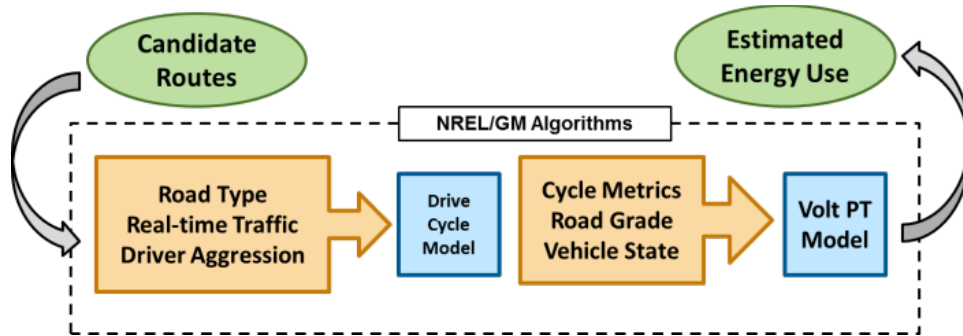 Candidate
Routes
Estimated
Energy Use
NREL/GM Algorithms
Road Type
Real-time Traffic
Driver Aggression
Drive
Cycle
Model
Cycle Metrics
Road Grade
Vehicle State
Volt PT
Model